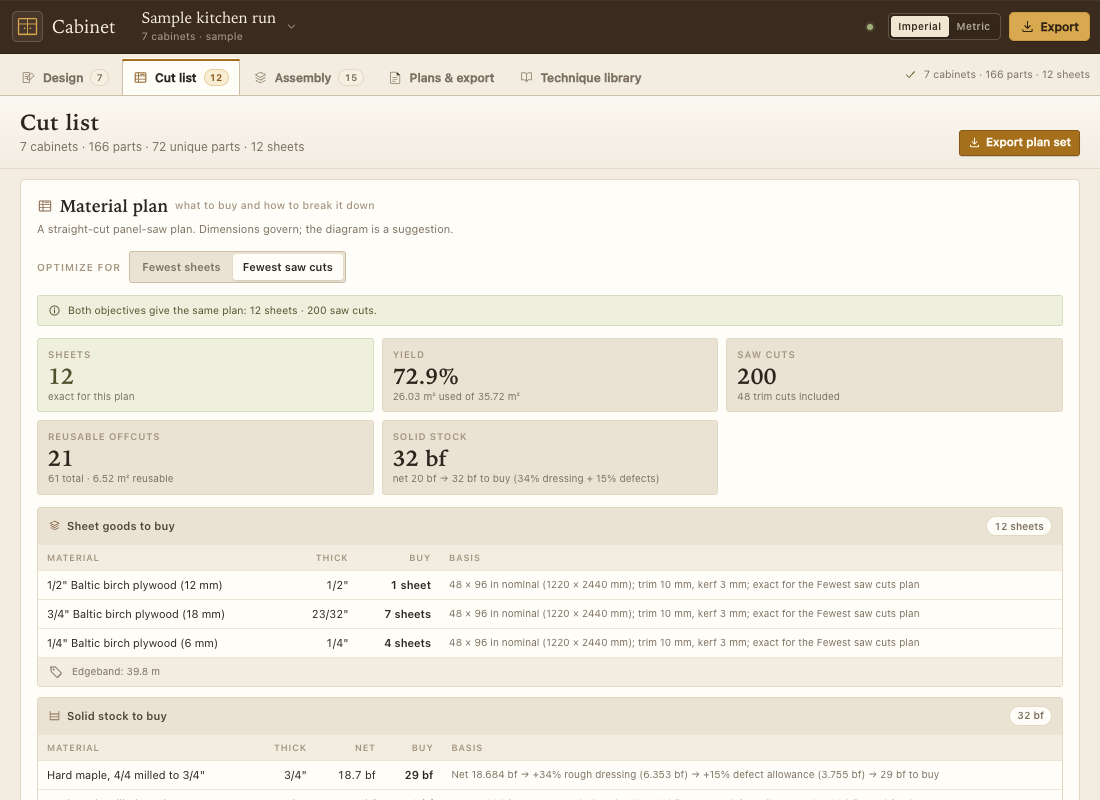 Cabinet
Sample kitchen run
7 cabinets · sample
Imperial
Metric
Export
Design 7
Cut list 12
Assembly 15
Plans & export
Technique library
7 cabinets · 166 parts · 12 sheets
Cut list
7 cabinets · 166 parts · 72 unique parts · 12 sheets
Export plan set
Material plan what to buy and how to break it down
A straight-cut panel-saw plan. Dimensions govern; the diagram is a suggestion.
OPTIMIZE FOR Fewest sheets Fewest saw cuts
Both objectives give the same plan: 12 sheets · 200 saw cuts.
SHEETS
12
exact for this plan
YIELD
72.9%
26.03 m² used of 35.72 m²
SAW CUTS
200
48 trim cuts included
REUSABLE OFFCUTS
21
61 total · 6.52 m² reusable
SOLID STOCK
32 bf
net 20 bf → 32 bf to buy (34% dressing + 15% defects)
Sheet goods to buy 12 sheets
MATERIAL THICK BUY BASIS
1/2" Baltic birch plywood (12 mm) 1/2" 1 sheet 48 × 96 in nominal (1220 × 2440 mm); trim 10 mm, kerf 3 mm; exact for the Fewest saw cuts plan
3/4" Baltic birch plywood (18 mm) 23/32" 7 sheets 48 × 96 in nominal (1220 × 2440 mm); trim 10 mm, kerf 3 mm; exact for the Fewest saw cuts plan
1/4" Baltic birch plywood (6 mm) 1/4" 4 sheets 48 × 96 in nominal (1220 × 2440 mm); trim 10 mm, kerf 3 mm; exact for the Fewest saw cuts plan
Edgeband: 39.8 m
Solid stock to buy 32 bf
MATERIAL THICK NET BUY BASIS
Hard maple, 4/4 milled to 3/4" 3/4" 18.7 bf 29 bf Net 18.684 bf → +34% rough dressing (6.353 bf) → +15% defect allowance (3.755 bf) → 29 bf to buy